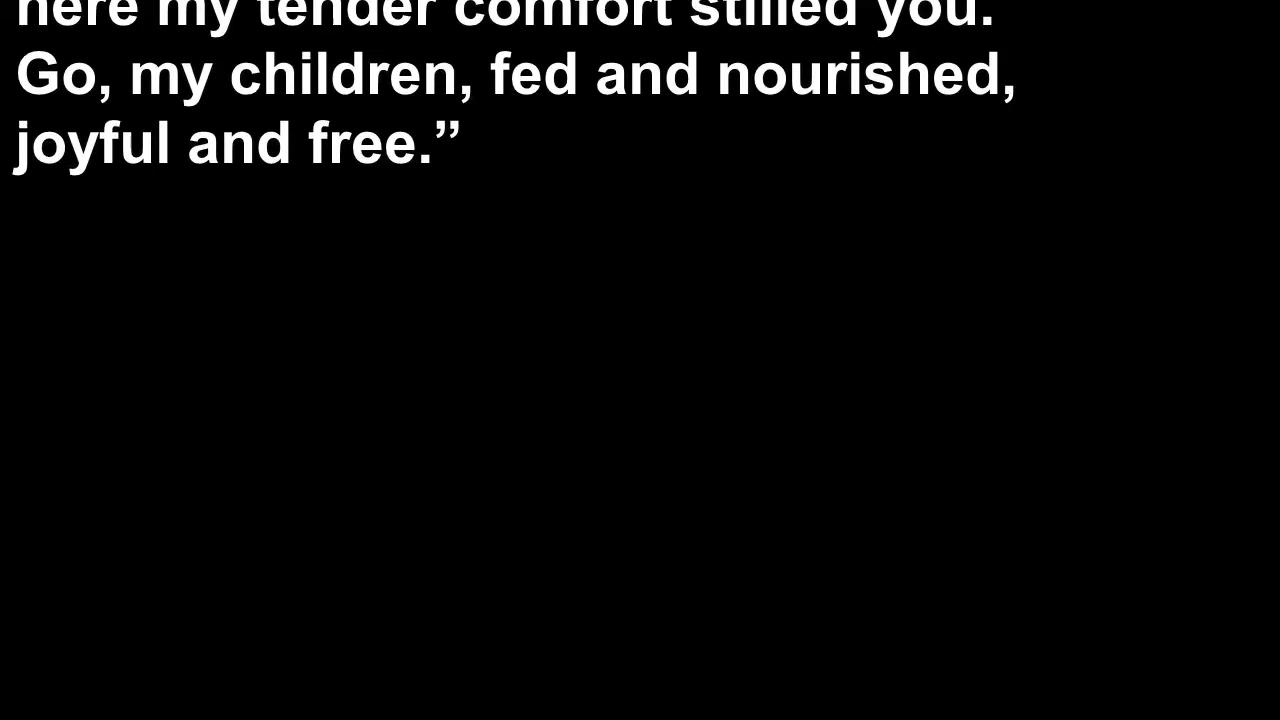 here my tender comfort stilled you.
Go, my children, fed and nourished,
joyful and free.”